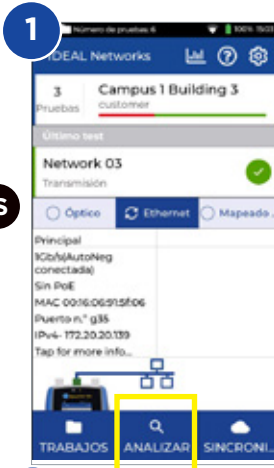 1
Número de pruebas: 6
100% 15:03
IDEAL Networks
3
Pruebas
Campus 1 Building 3
customer
Último test
Network 03
Transmisión
Óptico
Ethernet
Mapeado
Principal
1Gb/s(AutoNeg
conectada)
Sin PoE
MAC 00:16:06:91:5f:06
Puerto n.º g35
IPv4- 172.20.20.139
Tap for more info...
S
TRABAJOS
ANALIZAR
SINCRONI...